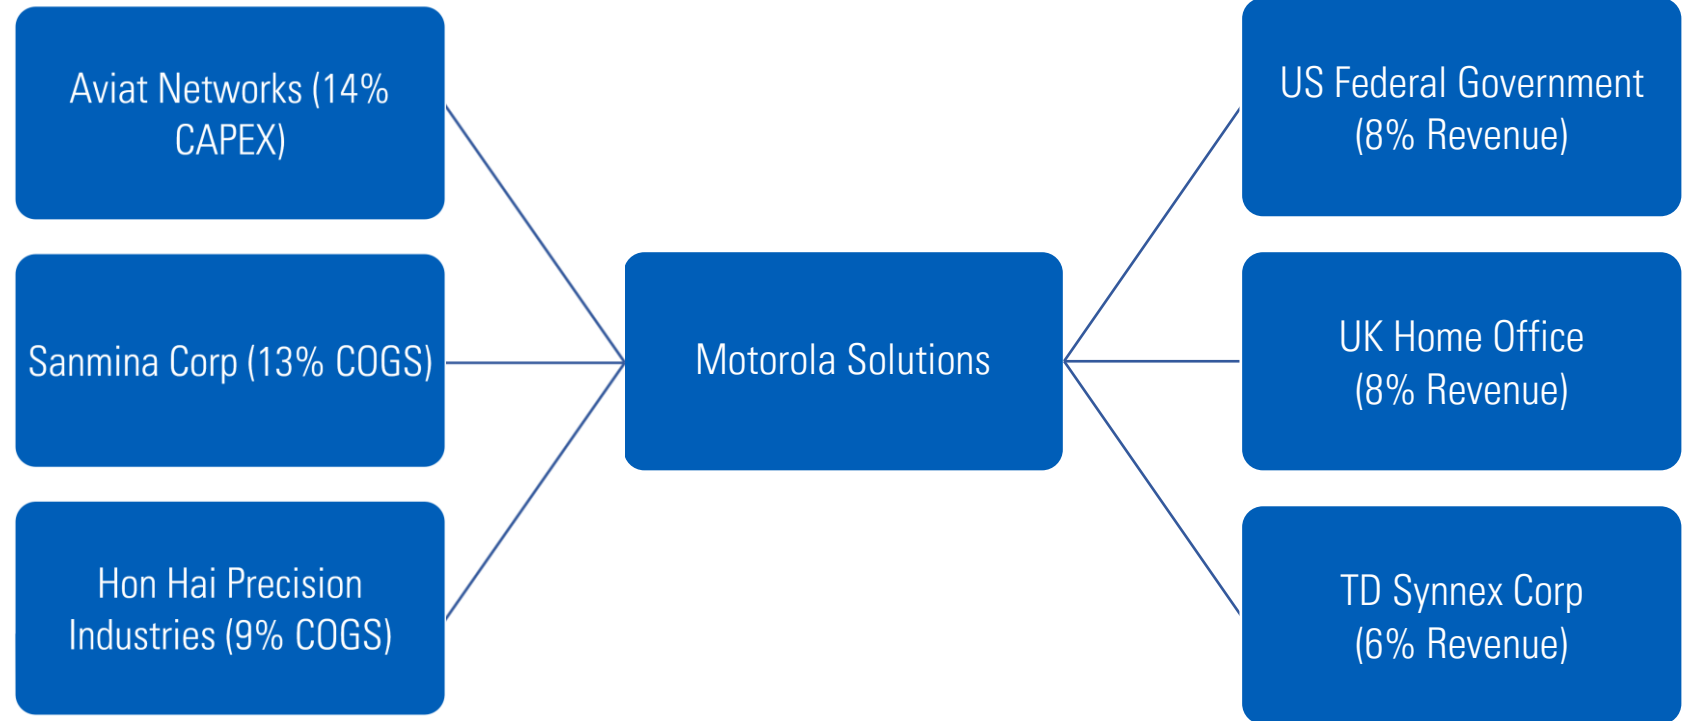 Aviat Networks (14%
CAPEX)
Sanmina Corp (13% COGS)
Hon Hai Precision
Industries (9% COGS)
Motorola Solutions
US Federal Government
(8% Revenue)
UK Home Office
(8% Revenue)
TD Synnex Corp
(6% Revenue)